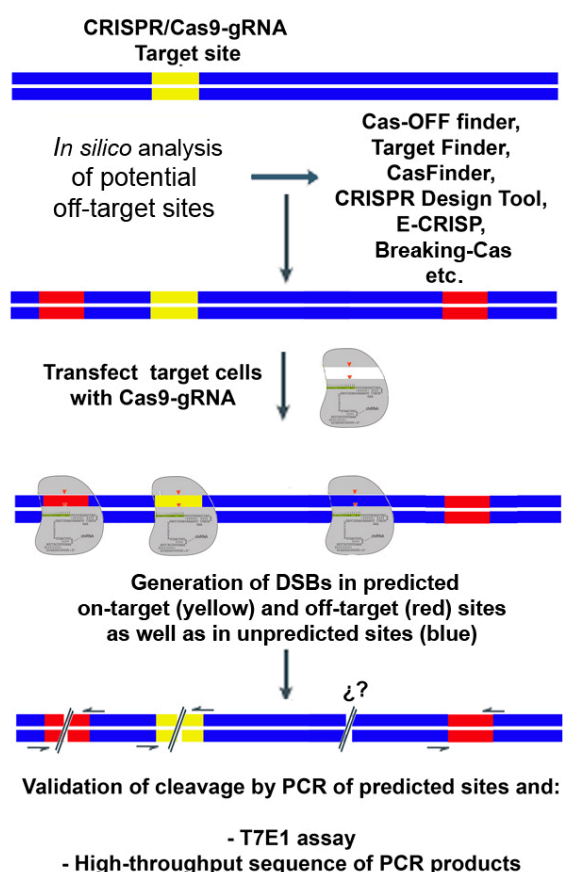 CRISPR/Cas9-gRNA
Target site
In silico analysis
of potential
off-target sites
Cas-OFF finder,
Target Finder,
CasFinder,
CRISPR Design Tool,
E-CRISP,
Breaking-Cas
etc.
Transfect target cells
with Cas9-gRNA
Generation of DSBs in predicted
on-target (yellow) and off-target (red) sites
as well as in unpredicted sites (blue)
¿?
Validation of cleavage by PCR of predicted sites and:
- T7E1 assay
- High-throughput sequence of PCR products